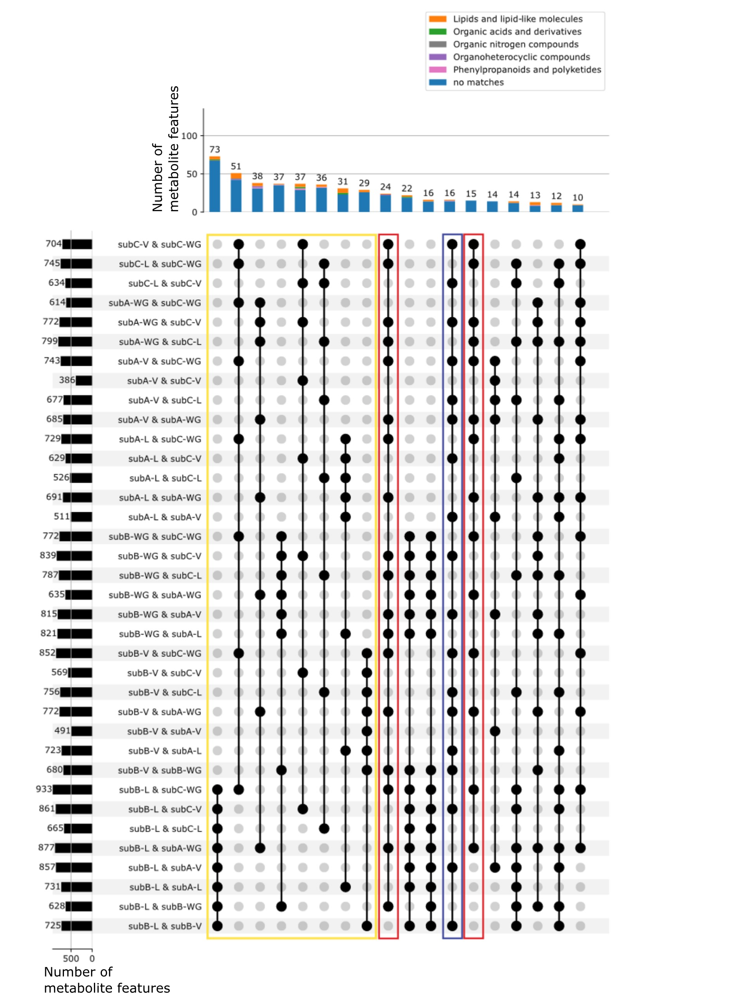 Lipids and lipid-like molecules
Organic acids and derivatives
Organic nitrogen compounds
Organoheterocyclic compounds
Phenylpropanoids and polyketides
no matches
Number of
metabolite features
100
50
0
73 51 38 37 37 36 31 29 24 22 16 16 15 14 14 13 12 10
704 subC-V & subC-WG
745 subC-L & subC-WG
634 subC-L & subC-V
614 subA-WG & subC-WG
772 subA-WG & subC-V
799 subA-WG & subC-L
743 subA-V & subC-WG
386 subA-V & subC-V
677 subA-V & subC-L
685 subA-V & subA-WG
729 subA-L & subC-WG
629 subA-L & subC-V
526 subA-L & subC-L
691 subA-L & subA-WG
511 subA-L & subA-V
772 subB-WG & subC-WG
839 subB-WG & subC-V
787 subB-WG & subC-L
635 subB-WG & subA-WG
815 subB-WG & subA-V
821 subB-WG & subA-L
852 subB-V & subC-WG
569 subB-V & subC-V
756 subB-V & subC-L
772 subB-V & subA-WG
491 subB-V & subA-V
723 subB-V & subA-L
680 subB-V & subB-WG
933 subB-L & subC-WG
861 subB-L & subC-V
665 subB-L & subC-L
877 subB-L & subA-WG
857 subB-L & subA-V
731 subB-L & subA-L
628 subB-L & subB-WG
725 subB-L & subB-V
500 0
Number of
metabolite features